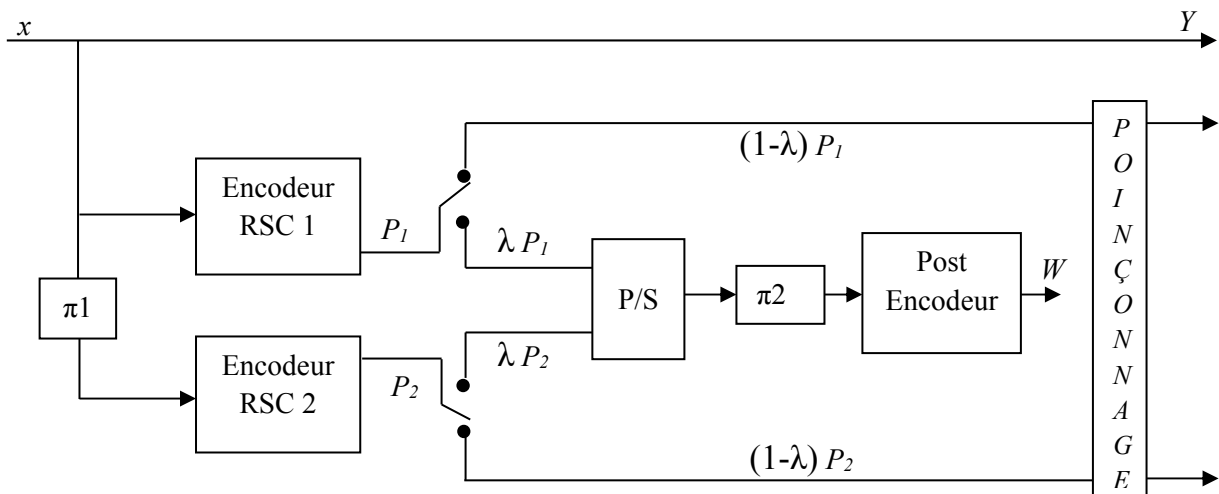 x
Y
(1-λ) P1
Encodeur
RSC 1
P1
λ P1
π1
P/S
π2
Post
Encodeur
W
Encodeur
RSC 2
P2
λ P2
(1-λ) P2
P
O
I
N
Ç
O
N
N
A
G
E